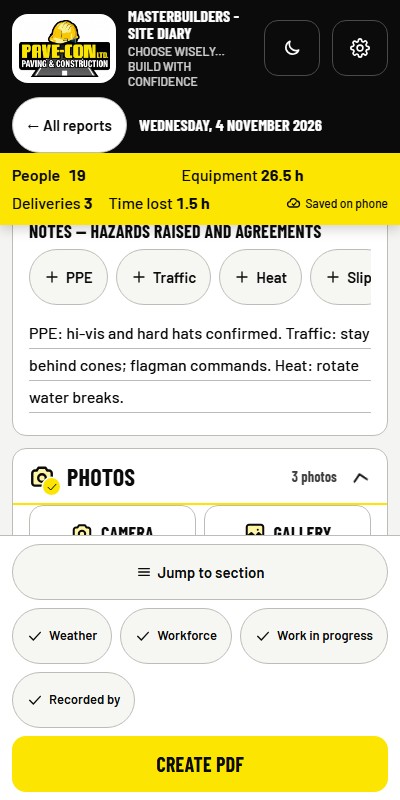 PAVE-CON LTD.
PAVING & CONSTRUCTION
MASTERBUILDERS - SITE DIARY
CHOOSE WISELY... BUILD WITH CONFIDENCE
← All reports
WEDNESDAY, 4 NOVEMBER 2026
People 19
Equipment 26.5 h
Deliveries 3
Time lost 1.5 h
Saved on phone
NOTES – HAZARDS RAISED AND AGREEMENTS
+ PPE
+ Traffic
+ Heat
+ Slip
PPE: hi-vis and hard hats confirmed. Traffic: stay
behind cones; flagman commands. Heat: rotate
water breaks.
PHOTOS
3 photos
CAMERA
GALLERY
Jump to section
Weather
Workforce
Work in progress
Recorded by
CREATE PDF